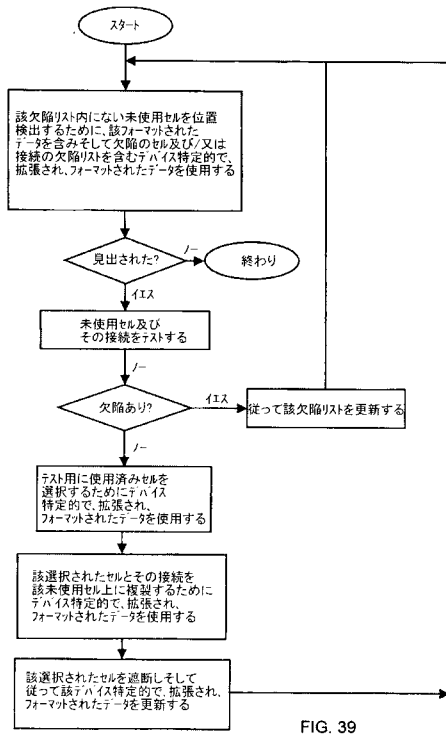 スタート
該欠陥リスト内にない未使用セルを位置
検出するために、該フォーマットされた
データを含みそして欠陥のセル及び/又は
接続の欠陥リストを含むデバイス特定的で、
拡張され、フォーマットされたデータを使用する
見出された?
ノー
終わり
イエス
未使用セル及び
その接続をテストする
ノー
欠陥あり?
イエス
従って該欠陥リストを更新する
ノー
テスト用に使用済みセルを
選択するためにデバイス
特定的で、拡張され、
フォーマットされたデータを使用する
該選択されたセルとその接続を
該未使用セル上に複製するために
デバイス特定的で、拡張され、
フォーマットされたデータを使用する
該選択されたセルを遮断しそして
従って該デバイス特定的で、拡張され、
フォーマットされたデータを更新する
FIG. 39